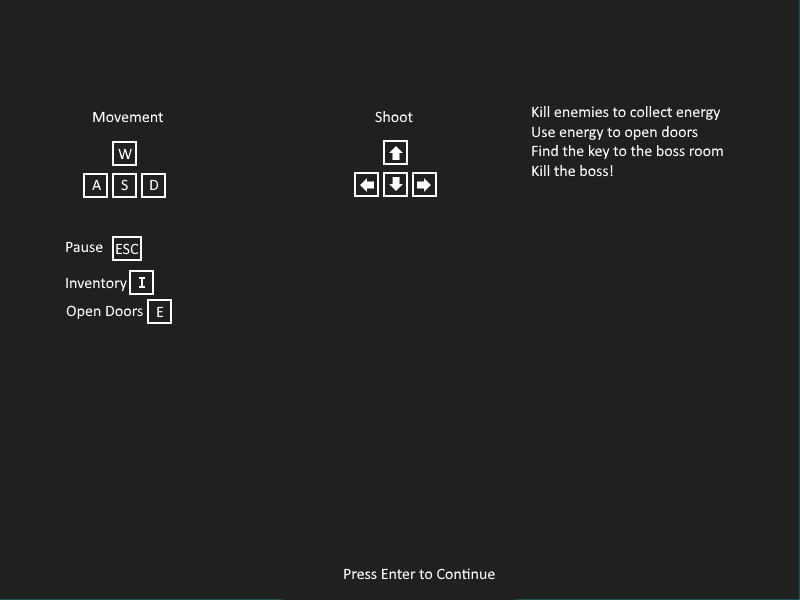 Movement
W
A S D
Pause ESC
Inventory I
Open Doors E
Shoot
Kill enemies to collect energy
Use energy to open doors
Find the key to the boss room
Kill the boss!
Press Enter to Continue